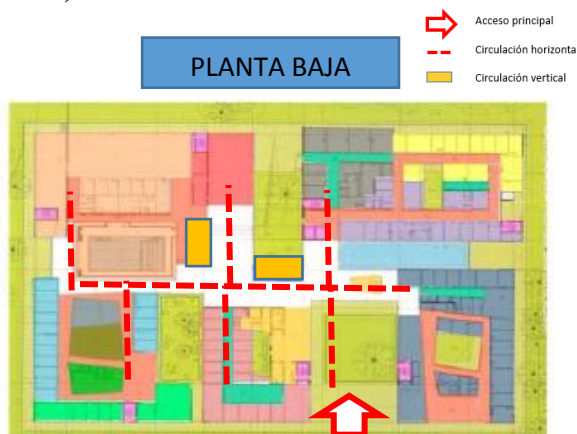 Acceso principal
Circulación horizonta
Circulación vertical
PLANTA BAJA